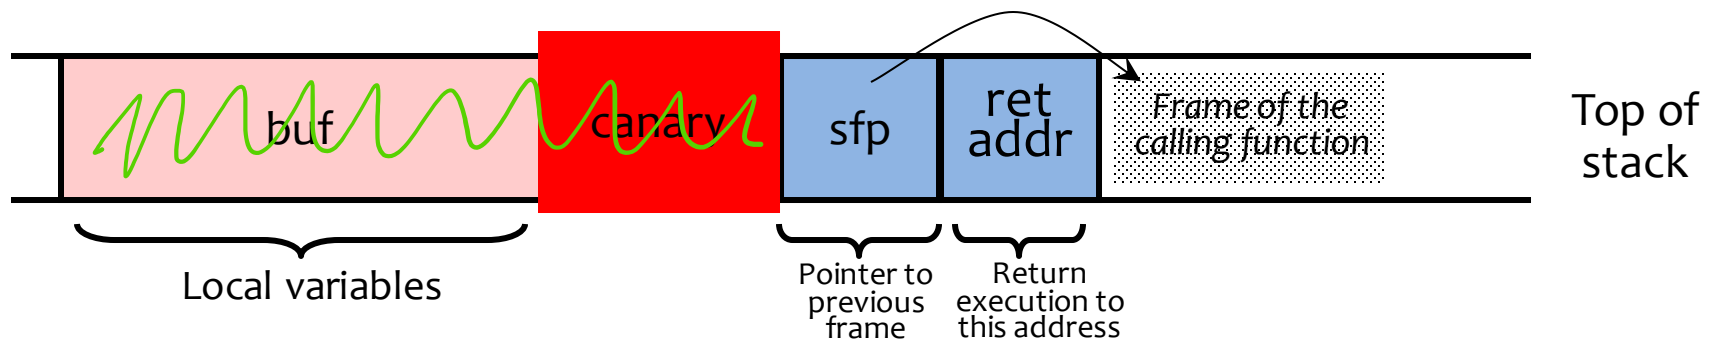 buf
canary
sfp
ret
addr
Frame of the
calling function
Top of
stack
Local variables
Pointer to
previous
frame
Return
execution to
this address